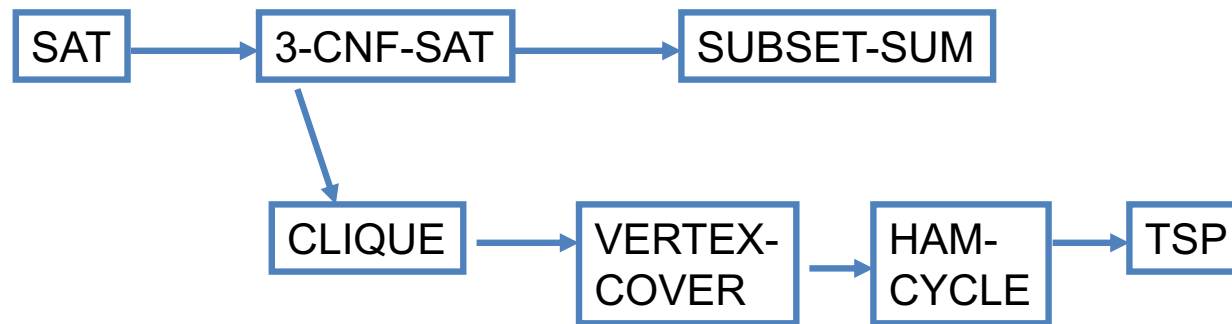 SAT
3-CNF-SAT
SUBSET-SUM
CLIQUE
VERTEX-
COVER
HAM-
CYCLE
TSP